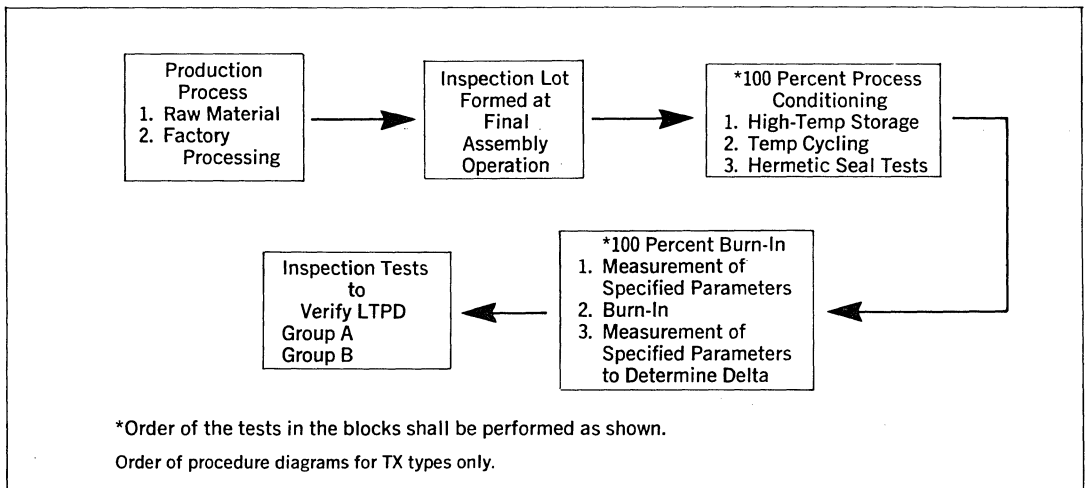 Production
Process
1. Raw Material
2. Factory
Processing
Inspection Lot
Formed at
Final
Assembly
Operation
*100 Percent Process
Conditioning
1. High-Temp Storage
2. Temp Cycling
3. Hermetic Seal Tests
*100 Percent Burn-In
1. Measurement of
Specified Parameters
2. Burn-In
3. Measurement of
Specified Parameters
to Determine Delta
Inspection Tests
to
Verify LTPD
Group A
Group B
*Order of the tests in the blocks shall be performed as shown.
Order of procedure diagrams for TX types only.